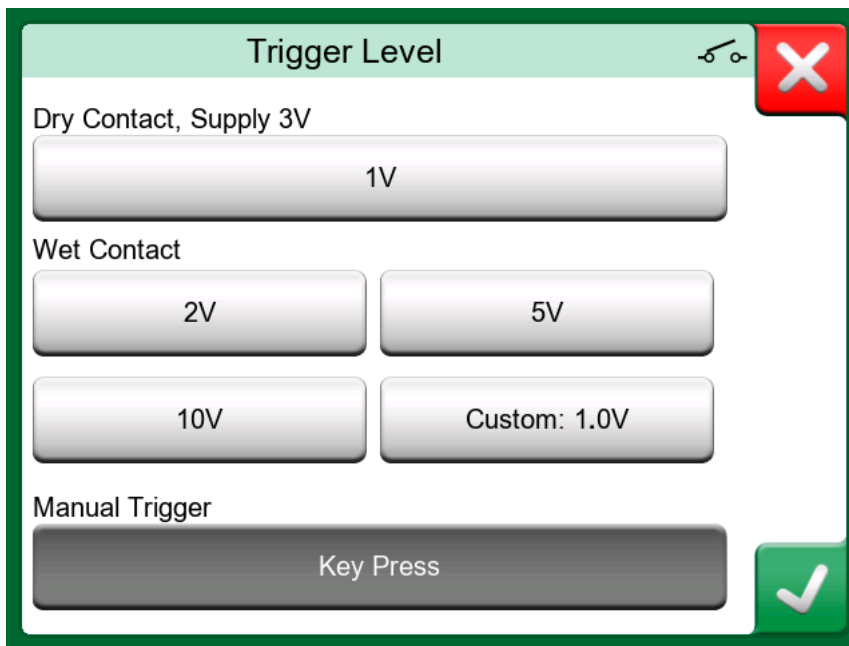 Trigger Level
Dry Contact, Supply 3V
1V
Wet Contact
2V 5V
10V Custom: 1.0V
Manual Trigger
Key Press